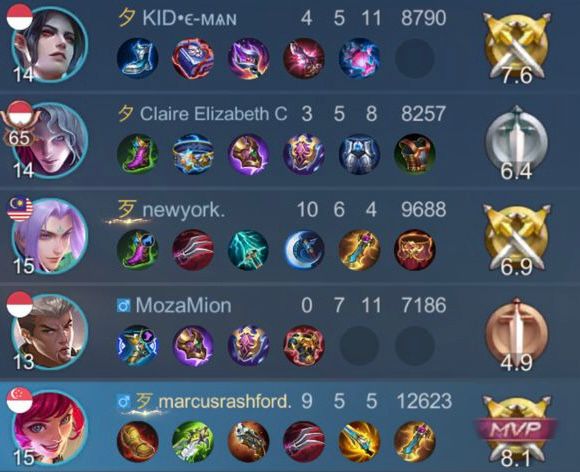 夕 KID•є-мαɴ 4 5 11 8790
14 7.6
夕 Claire Elizabeth C 3 5 8 8257
65
14 6.4
歹 newyork. 10 6 4 9688
15 6.9
MozaMion 0 7 11 7186
13 4.9
歹 marcusrashford. 9 5 5 12623
MVP
15 8.1